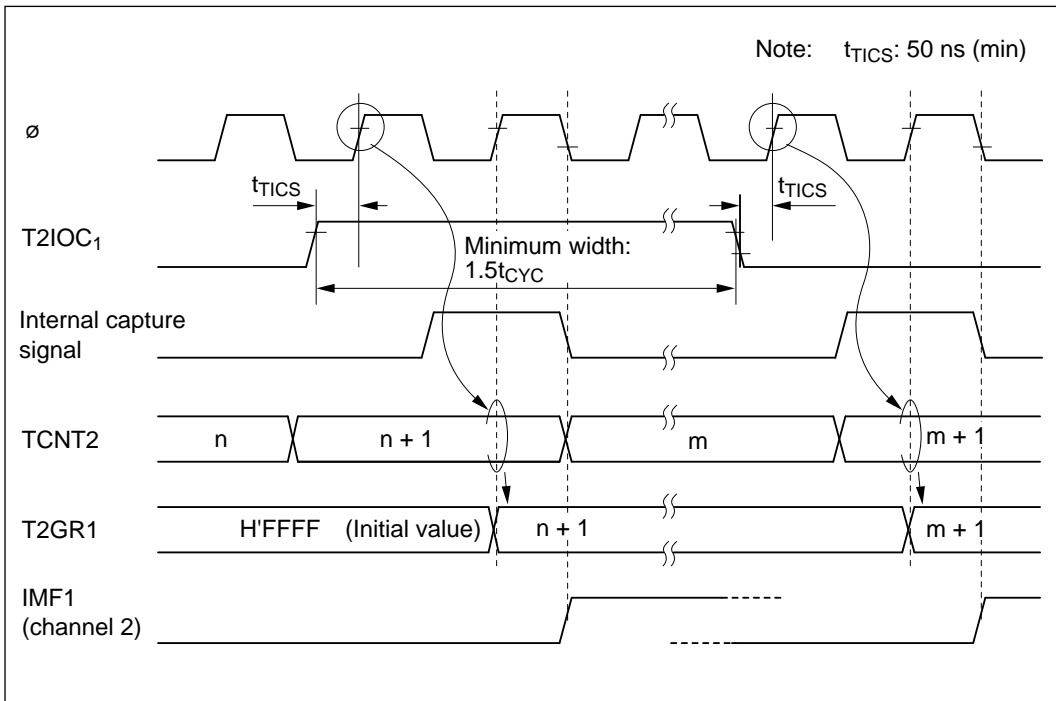 Note: tTICS: 50 ns (min)
ø
tTICS
tTICS
T2IOC1
Minimum width:
1.5tCYC
Internal capture
signal
TCNT2
n
n + 1
m
m + 1
T2GR1
H'FFFF (Initial value)
n + 1
m + 1
IMF1
(channel 2)